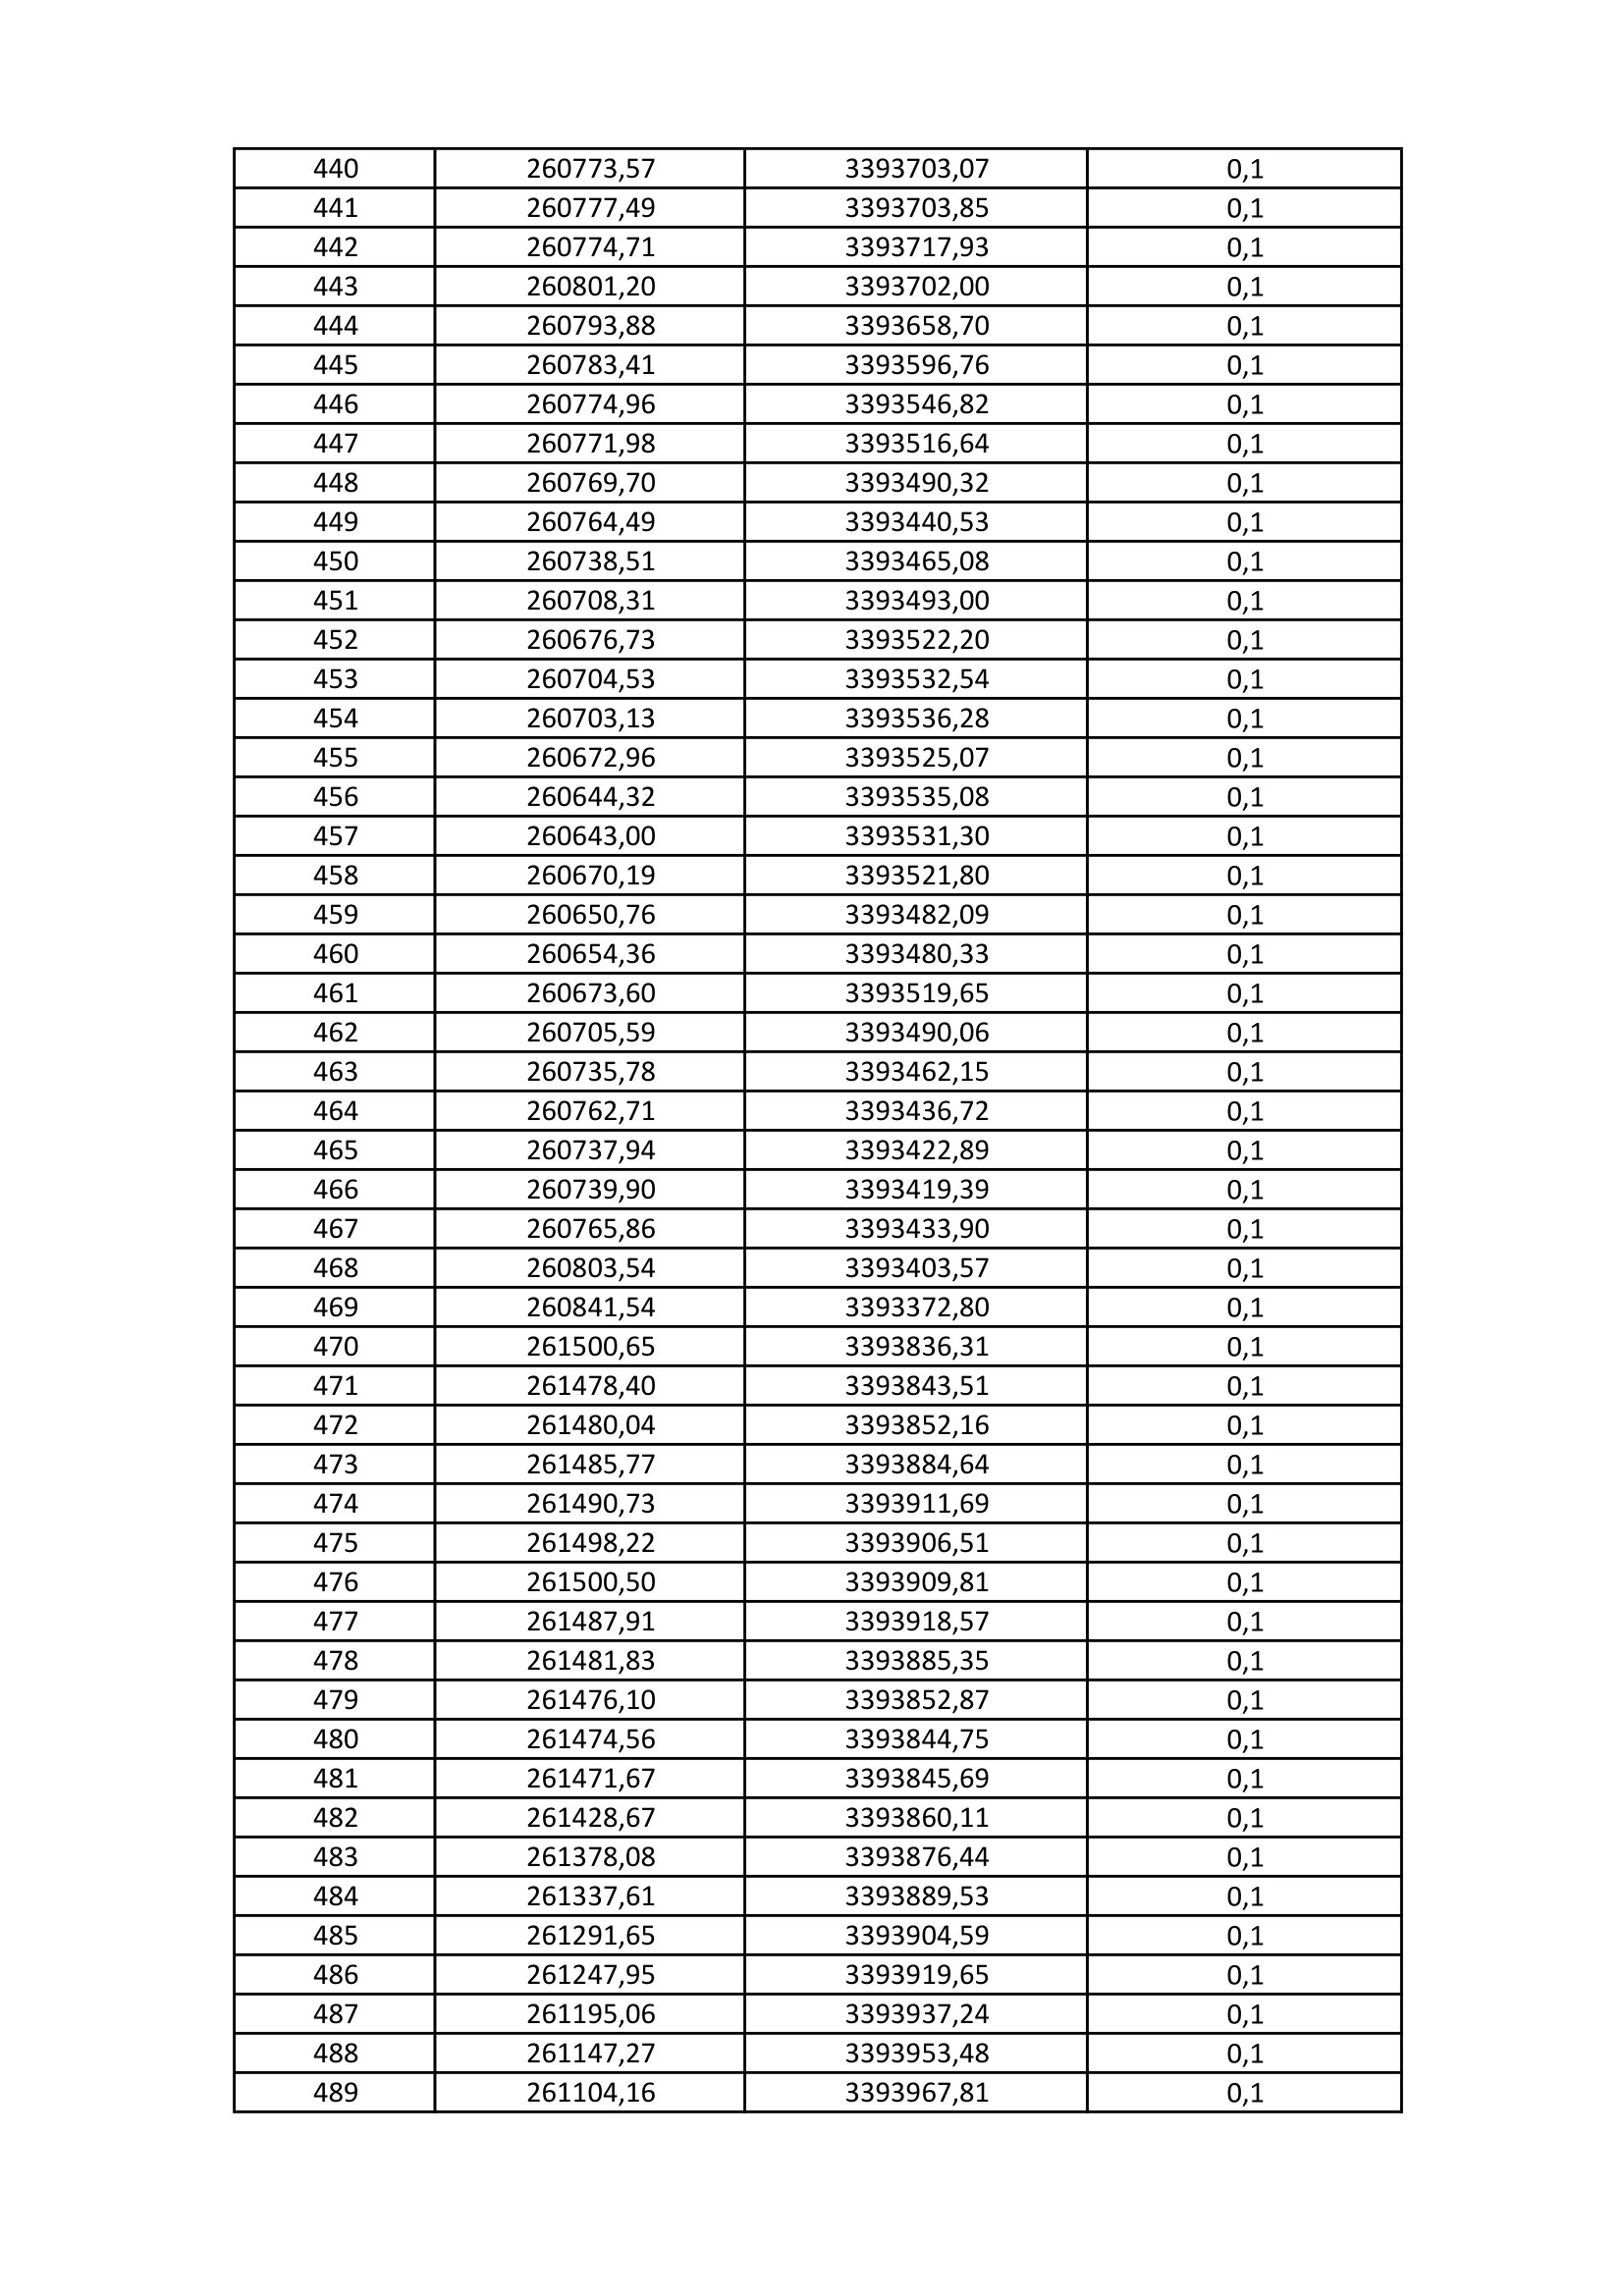 440 260773,57 3393703,07 0,1
441 260777,49 3393703,85 0,1
442 260774,71 3393717,93 0,1
443 260801,20 3393702,00 0,1
444 260793,88 3393658,70 0,1
445 260783,41 3393596,76 0,1
446 260774,96 3393546,82 0,1
447 260771,98 3393516,64 0,1
448 260769,70 3393490,32 0,1
449 260764,49 3393440,53 0,1
450 260738,51 3393465,08 0,1
451 260708,31 3393493,00 0,1
452 260676,73 3393522,20 0,1
453 260704,53 3393532,54 0,1
454 260703,13 3393536,28 0,1
455 260672,96 3393525,07 0,1
456 260644,32 3393535,08 0,1
457 260643,00 3393531,30 0,1
458 260670,19 3393521,80 0,1
459 260650,76 3393482,09 0,1
460 260654,36 3393480,33 0,1
461 260673,60 3393519,65 0,1
462 260705,59 3393490,06 0,1
463 260735,78 3393462,15 0,1
464 260762,71 3393436,72 0,1
465 260737,94 3393422,89 0,1
466 260739,90 3393419,39 0,1
467 260765,86 3393433,90 0,1
468 260803,54 3393403,57 0,1
469 260841,54 3393372,80 0,1
470 261500,65 3393836,31 0,1
471 261478,40 3393843,51 0,1
472 261480,04 3393852,16 0,1
473 261485,77 3393884,64 0,1
474 261490,73 3393911,69 0,1
475 261498,22 3393906,51 0,1
476 261500,50 3393909,81 0,1
477 261487,91 3393918,57 0,1
478 261481,83 3393885,35 0,1
479 261476,10 3393852,87 0,1
480 261474,56 3393844,75 0,1
481 261471,67 3393845,69 0,1
482 261428,67 3393860,11 0,1
483 261378,08 3393876,44 0,1
484 261337,61 3393889,53 0,1
485 261291,65 3393904,59 0,1
486 261247,95 3393919,65 0,1
487 261195,06 3393937,24 0,1
488 261147,27 3393953,48 0,1
489 261104,16 3393967,81 0,1